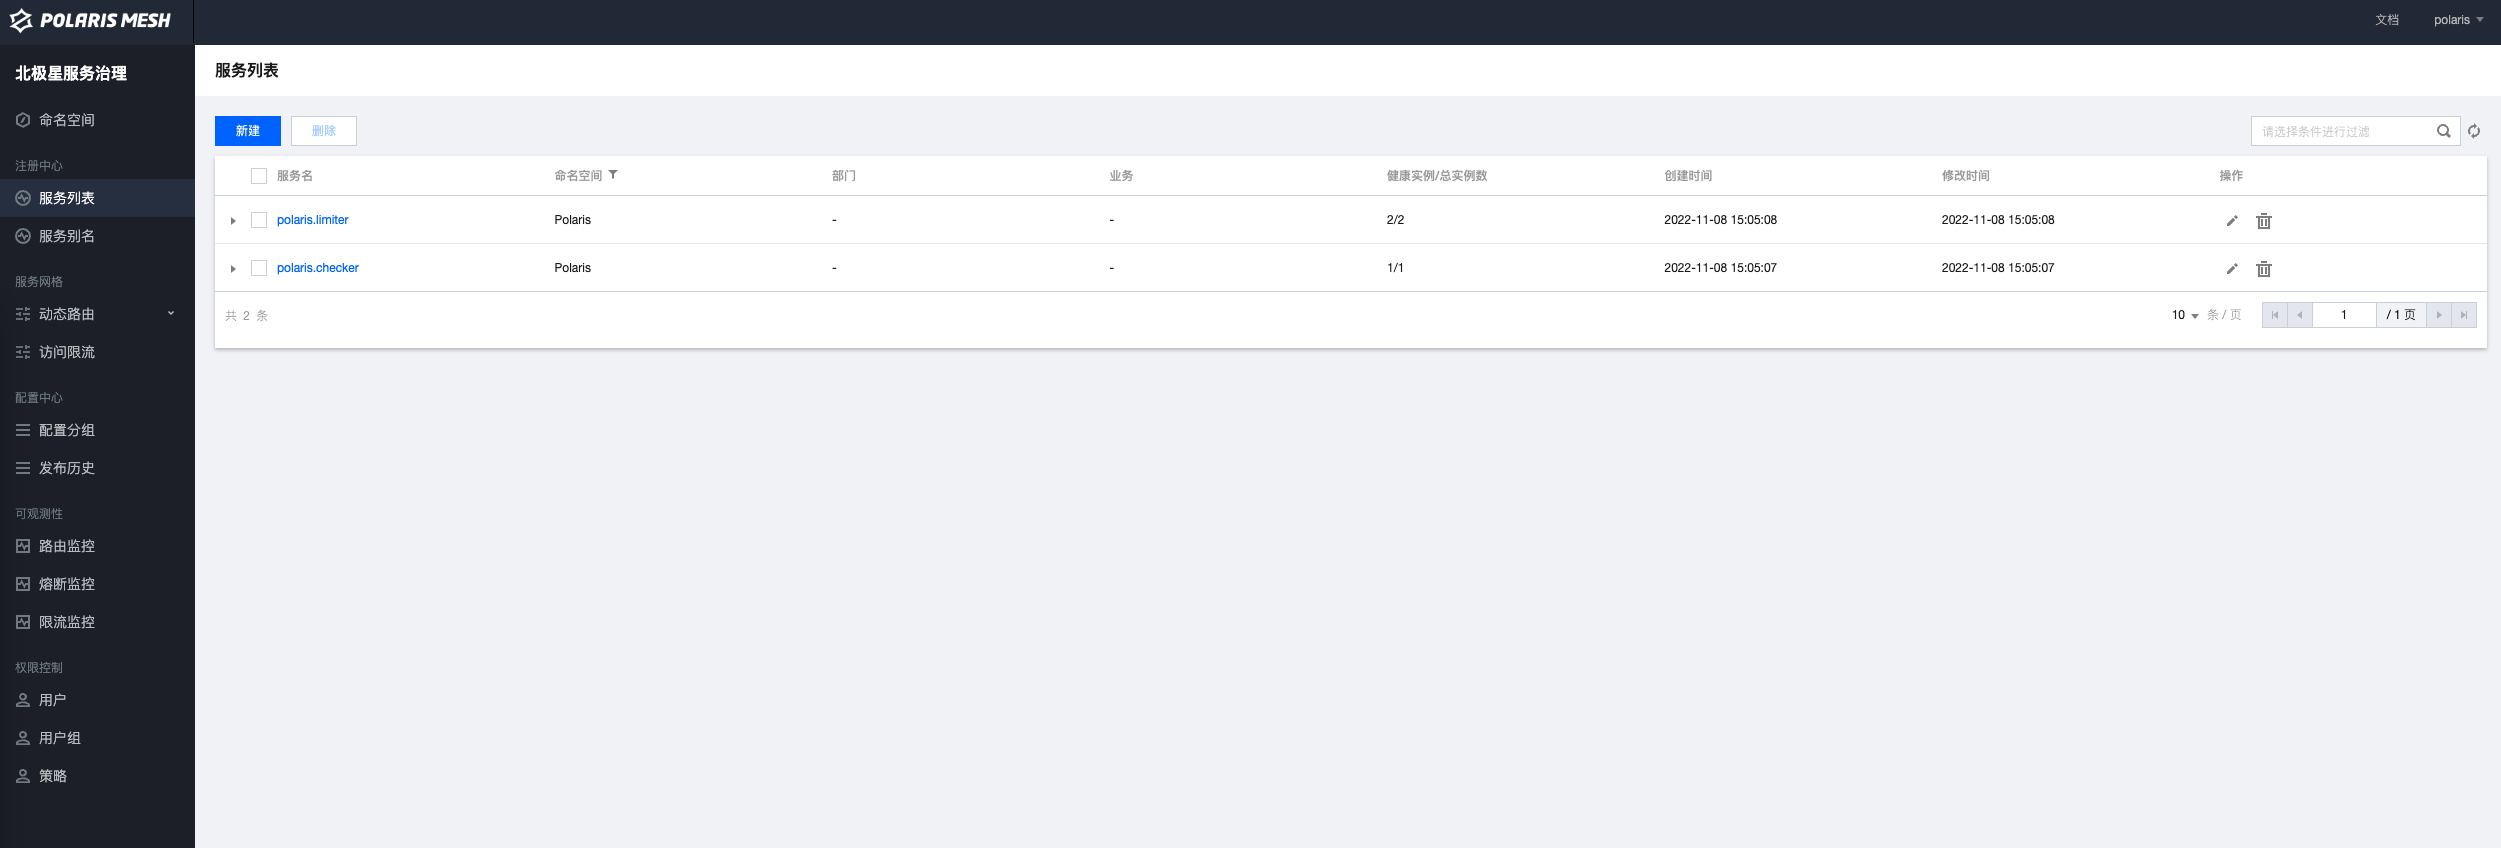 POLARIS MESH
文档
polaris
北极星服务治理
命名空间
注册中心
服务列表
服务别名
服务网格
动态路由
访问限流
配置中心
配置分组
发布历史
可观测性
路由监控
熔断监控
限流监控
权限控制
用户
用户组
策略
服务列表
新建 删除
请选择条件进行过滤
服务名 命名空间 部门 业务 健康实例/总实例数 创建时间 修改时间 操作
polaris.limiter Polaris - - 2/2 2022-11-08 15:05:08 2022-11-08 15:05:08
polaris.checker Polaris - - 1/1 2022-11-08 15:05:07 2022-11-08 15:05:07
共 2 条 10 条 / 页 1 / 1 页